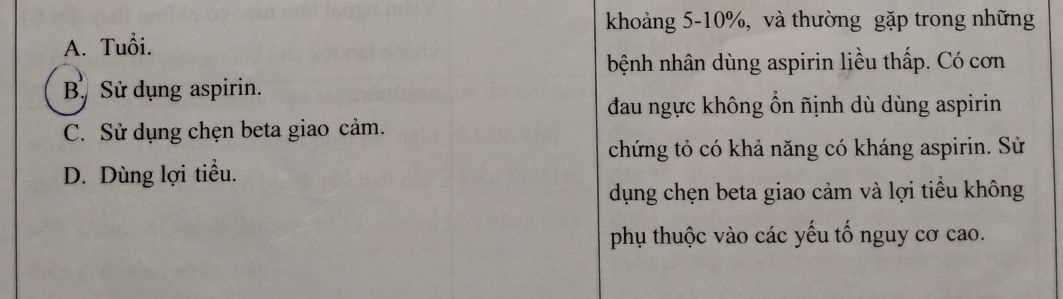 A. Tuổi.
B. Sử dụng aspirin.
C. Sử dụng chẹn beta giao cảm.
D. Dùng lợi tiểu.
khoảng 5-10%, và thường gặp trong những
bệnh nhân dùng aspirin liều thấp. Có cơn
đau ngực không ổn ñịnh dù dùng aspirin
chứng tỏ có khả năng có kháng aspirin. Sử
dụng chẹn beta giao cảm và lợi tiểu không
phụ thuộc vào các yếu tố nguy cơ cao.